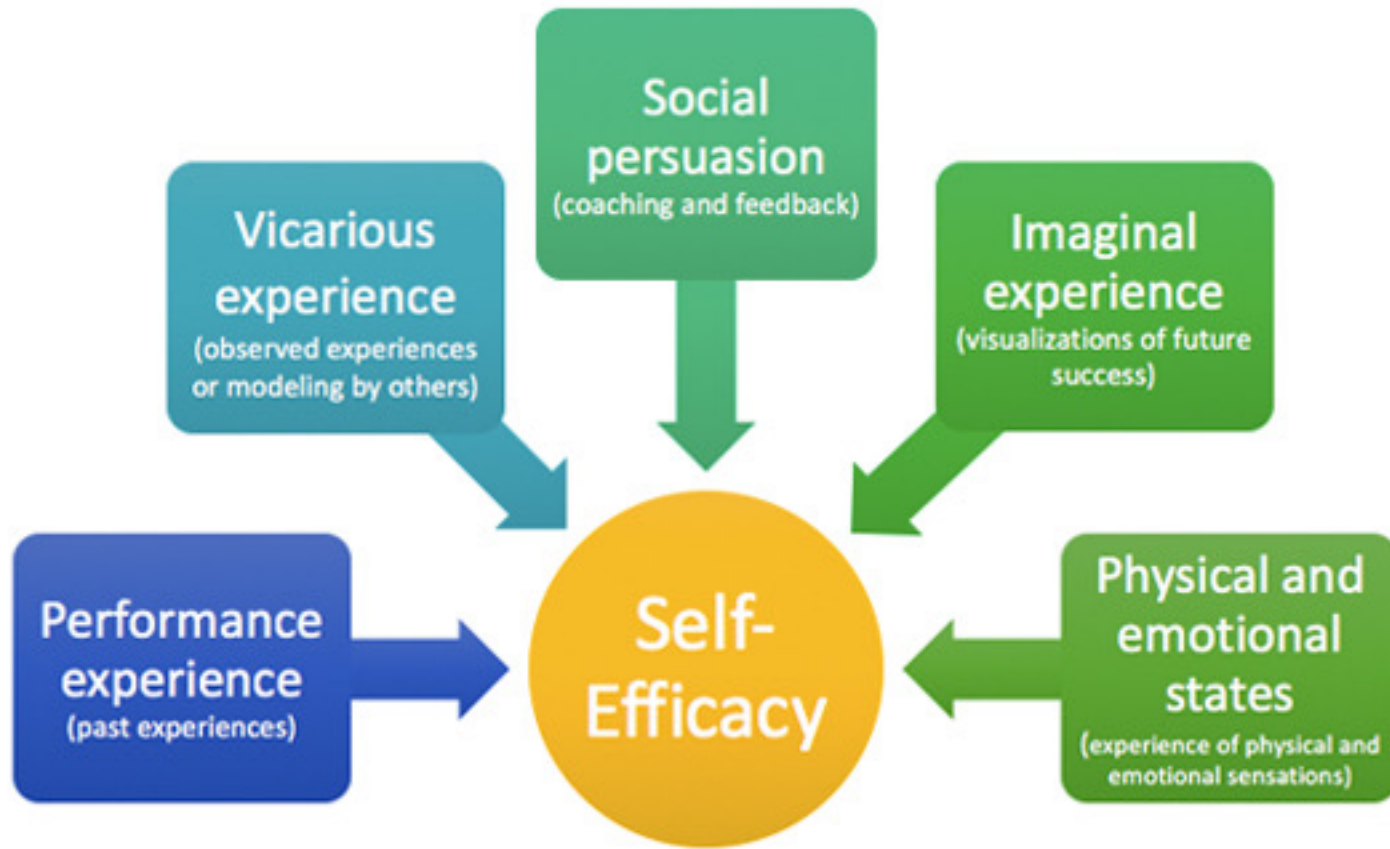 Social
persuasion
(coaching and feedback)
Vicarious
experience
(observed experiences
or modeling by others)
Imaginal
experience
(visualizations of future
success)
Performance
experience
(past experiences)
Self-
Efficacy
Physical and
emotional
states
(experience of physical and
emotional sensations)